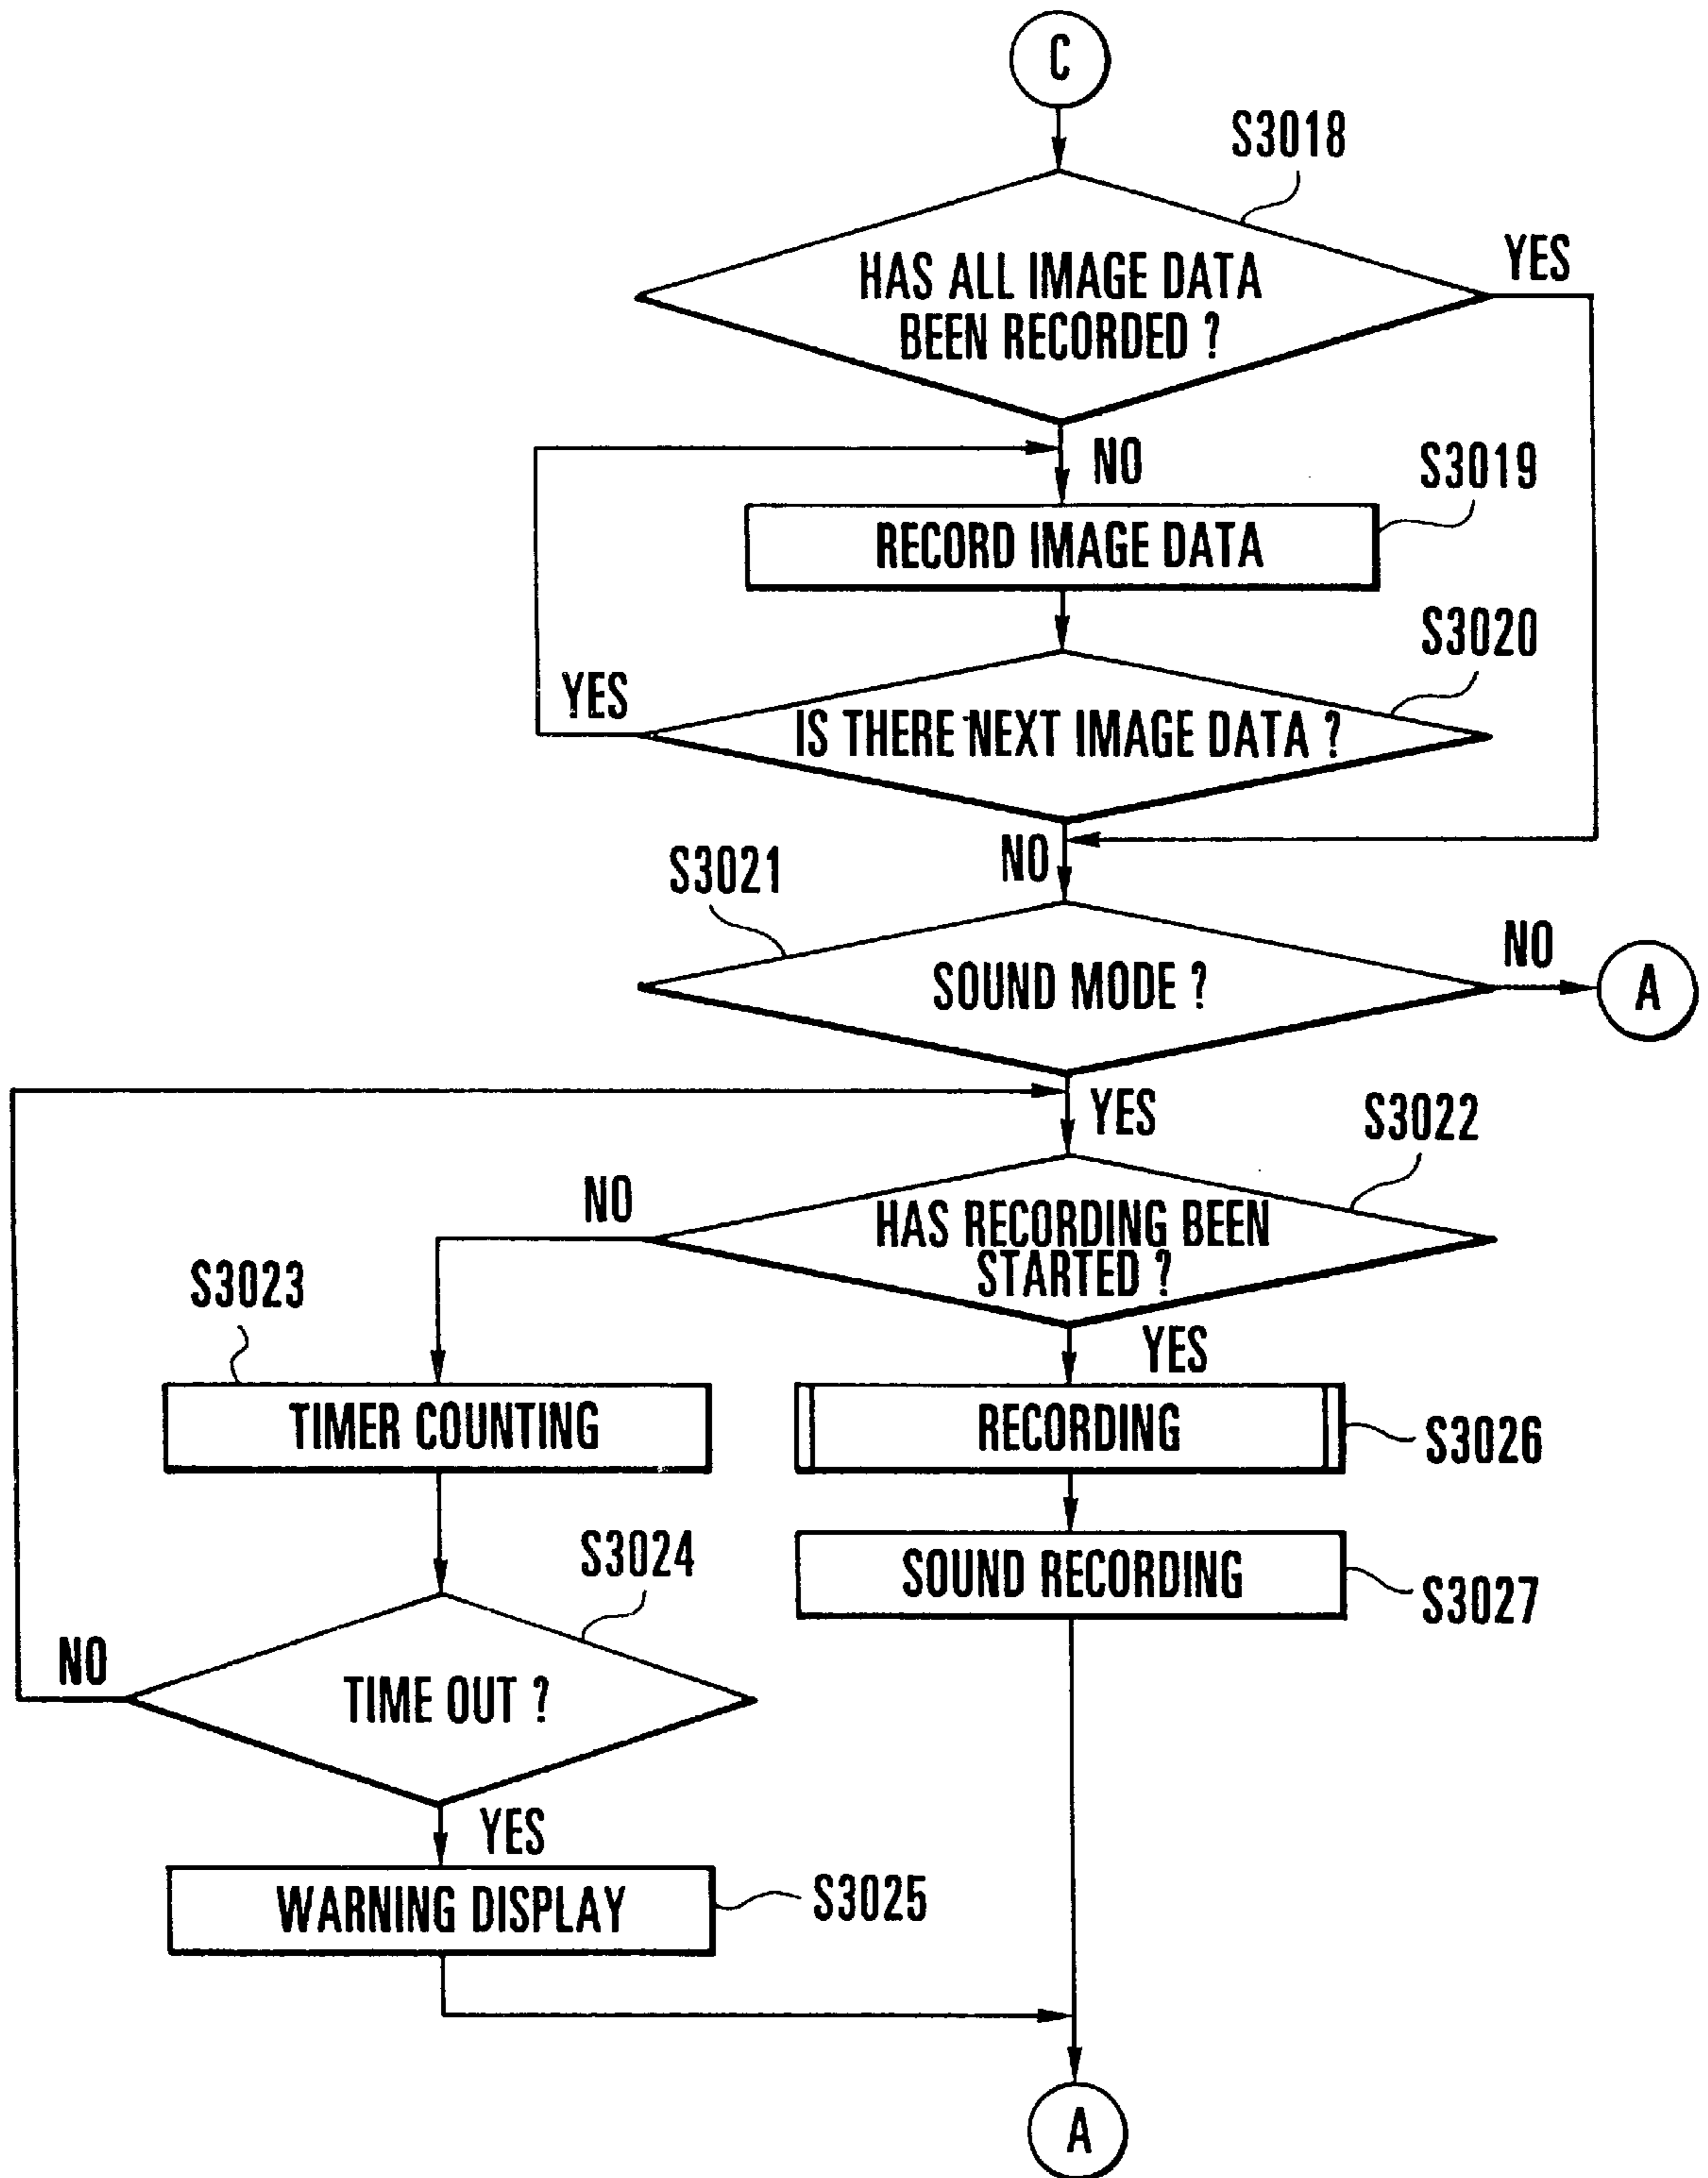 C
S3018
HAS ALL IMAGE DATA
BEEN RECORDED ?
YES
NO
S3019
RECORD IMAGE DATA
S3020
YES
IS THERE NEXT IMAGE DATA ?
NO
S3021
SOUND MODE ?
NO
A
YES
S3022
NO
HAS RECORDING BEEN
STARTED ?
S3023
YES
TIMER COUNTING
RECORDING
S3026
S3024
SOUND RECORDING
S3027
NO
TIME OUT ?
YES
WARNING DISPLAY
S3025
A